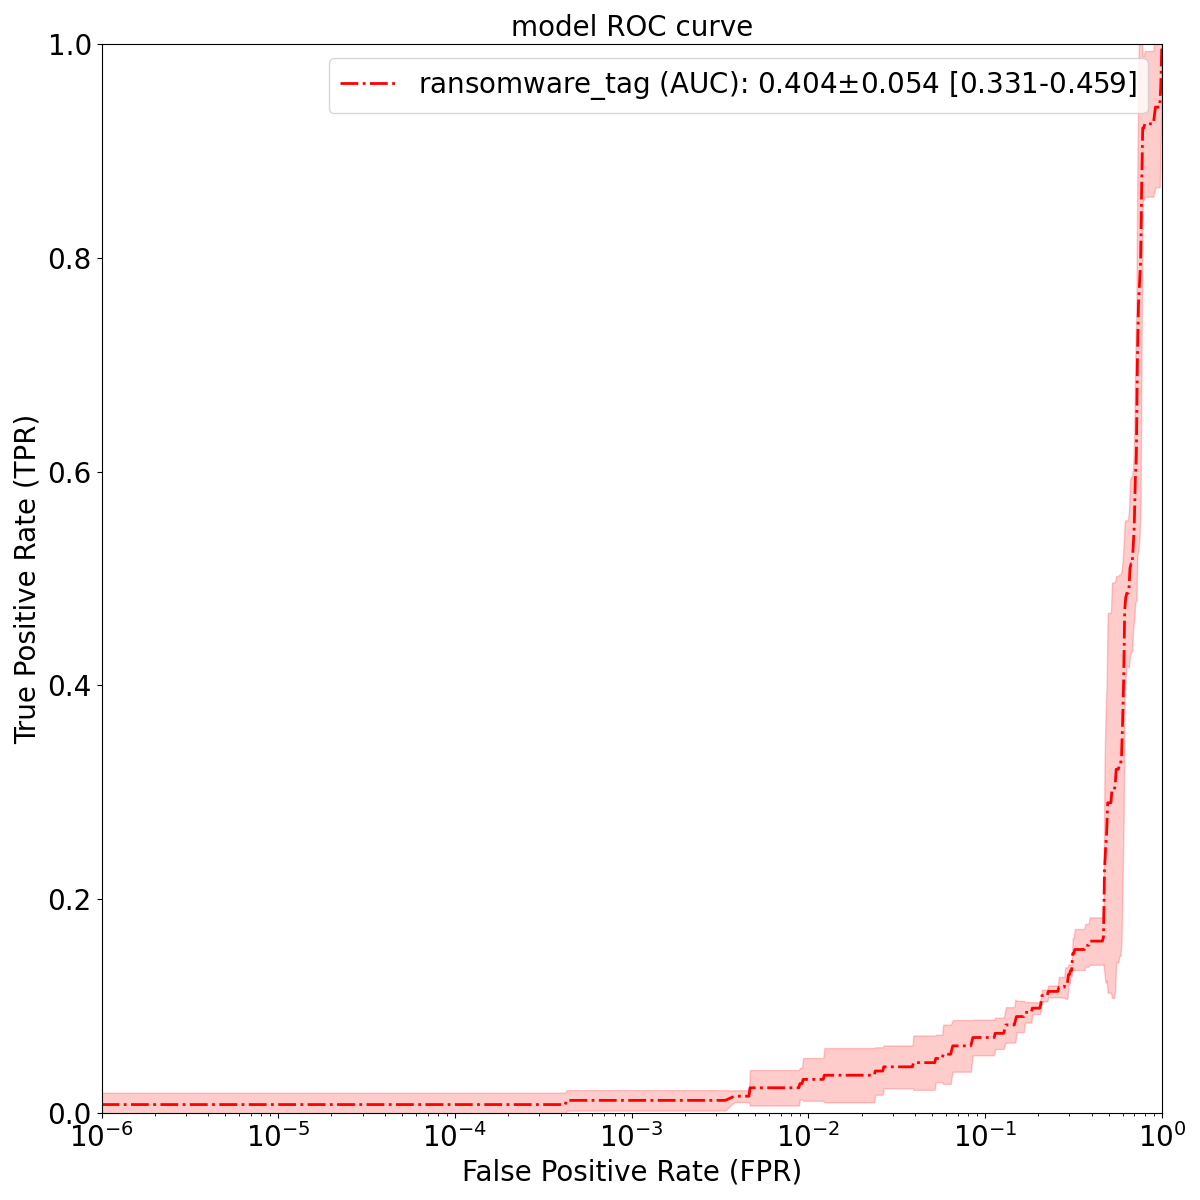 model ROC curve
ransomware_tag (AUC): 0.404±0.054 [0.331-0.459]
True Positive Rate (TPR)
1.0
0.8
0.6
0.4
0.2
0.0
10⁻⁶ 10⁻⁵ 10⁻⁴ 10⁻³ 10⁻² 10⁻¹ 10⁰
False Positive Rate (FPR)